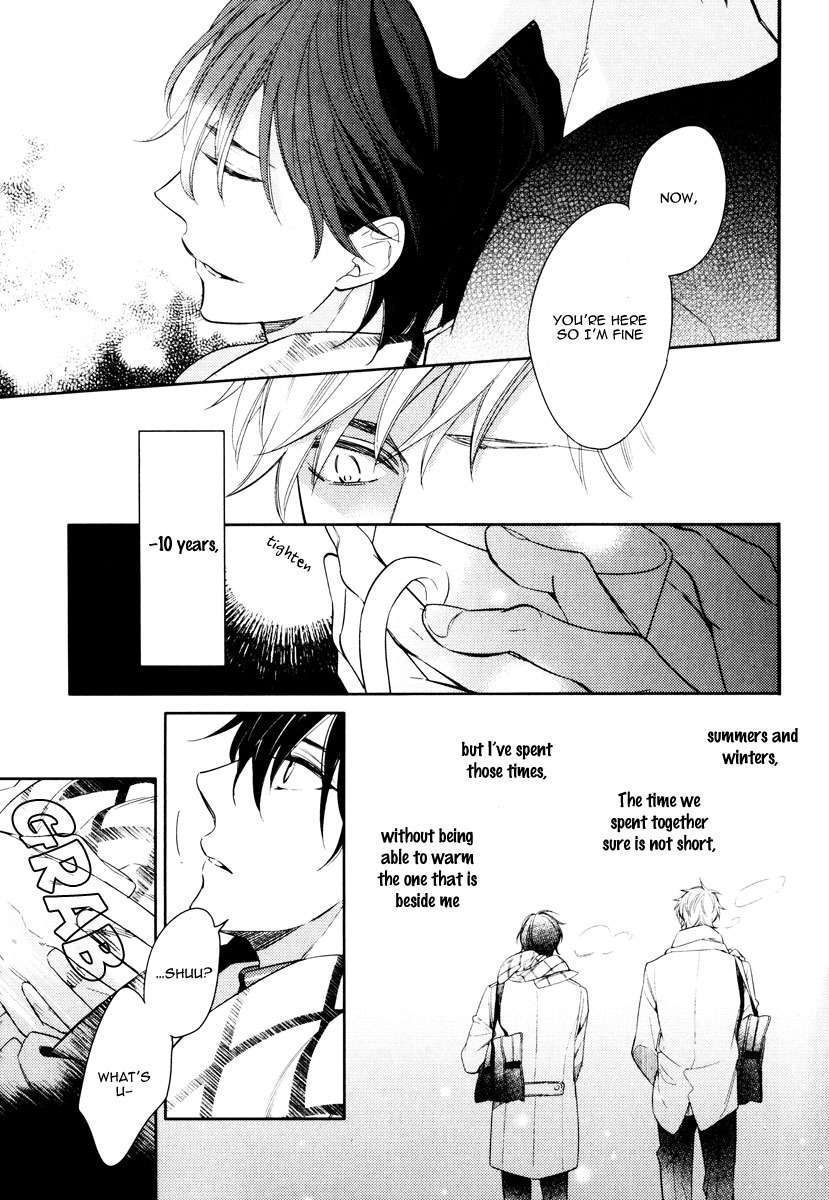 NOW,
YOU'RE HERE
SO I'M FINE
-10 years,
tighten
summers and
winters,
The time we
spent together
sure is not short,
but I've spent
those times,
without being
able to warm
the one that is
beside me
...SHUU?
GRAB
WHAT'S
U-